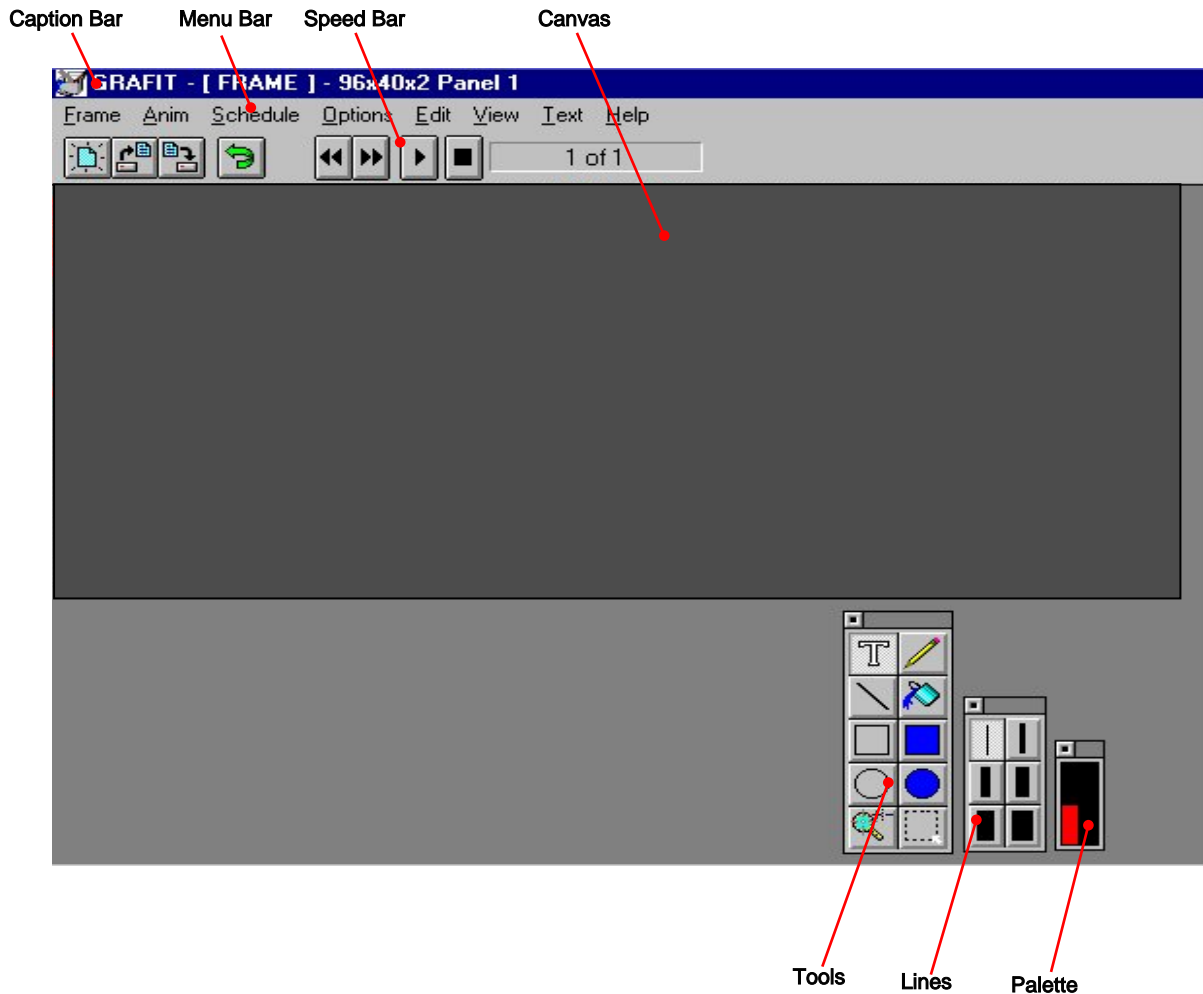 Caption Bar Menu Bar Speed Bar Canvas
GRAFIT - [ FRAME ] - 96x40x2 Panel 1
Frame Anim Schedule Options Edit View Text Help
1 of 1
T
Tools Lines Palette